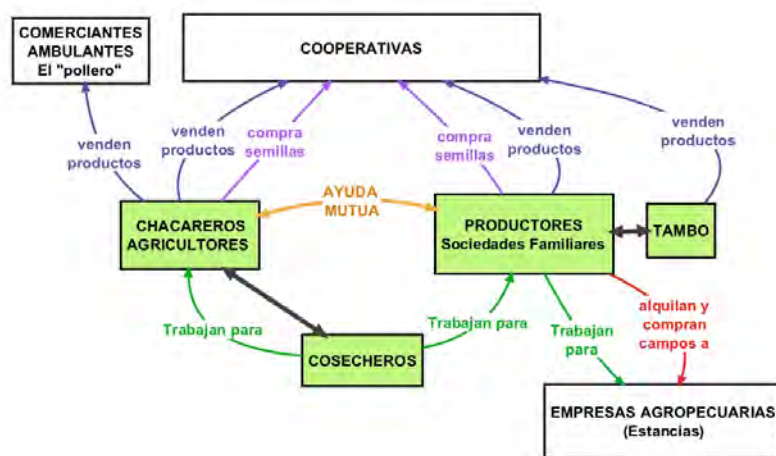 COMERCIANTES
AMBULANTES
El "pollero"
COOPERATIVAS
venden
productos
venden
productos
compra
semillas
compra
semillas
venden
productos
venden
productos
AYUDA
MUTUA
CHACAREROS
AGRICULTORES
PRODUCTORES
Sociedades Familiares
TAMBO
Trabajan para
Trabajan para
COSECHEROS
Trabajan
para
alquilan y
compran
campos a
EMPRESAS AGROPECUARIAS
(Estancias)